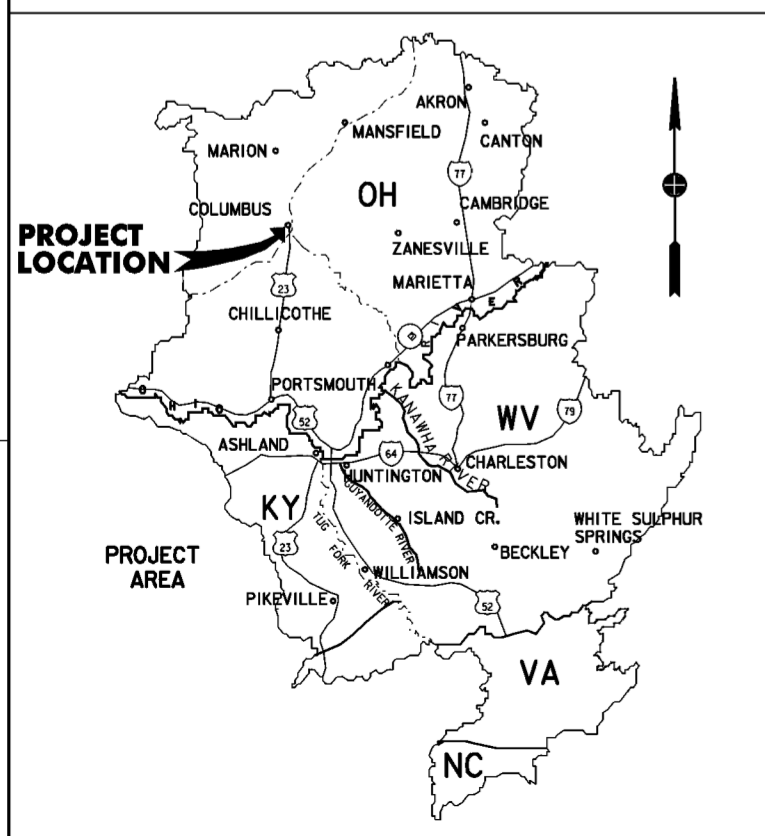 AKRON
MANSFIELD
CANTON
MARION
77
OH
COLUMBUS
CAMBRIDGE
PROJECT
LOCATION
ZANESVILLE
23
MARIETTA
E R
CHILLICOTHE
PARKERSBURG
R
PORTSMOUTH
O H I O
77
WV
79
52
KANAWHA RIVER
ASHLAND
64
CHARLESTON
HUNTINGTON
KY
GUYANDOTTE RIVER
ISLAND CR.
WHITE SULPHUR
SPRINGS
23
TUG FORK RIVER
BECKLEY
PROJECT
AREA
WILLIAMSON
PIKEVILLE
52
VA
NC